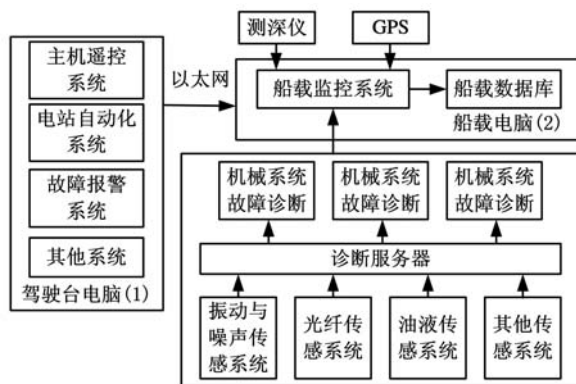 测深仪
GPS
主机遥控
系统
电站自动化
系统
故障报警
系统
其他系统
驾驶台电脑(1)
以太网
船载监控系统
船载数据库
船载电脑(2)
机械系统
故障诊断
机械系统
故障诊断
机械系统
故障诊断
诊断服务器
振动与
噪声传
感系统
光纤传
感系统
油液传
感系统
其他传
感系统